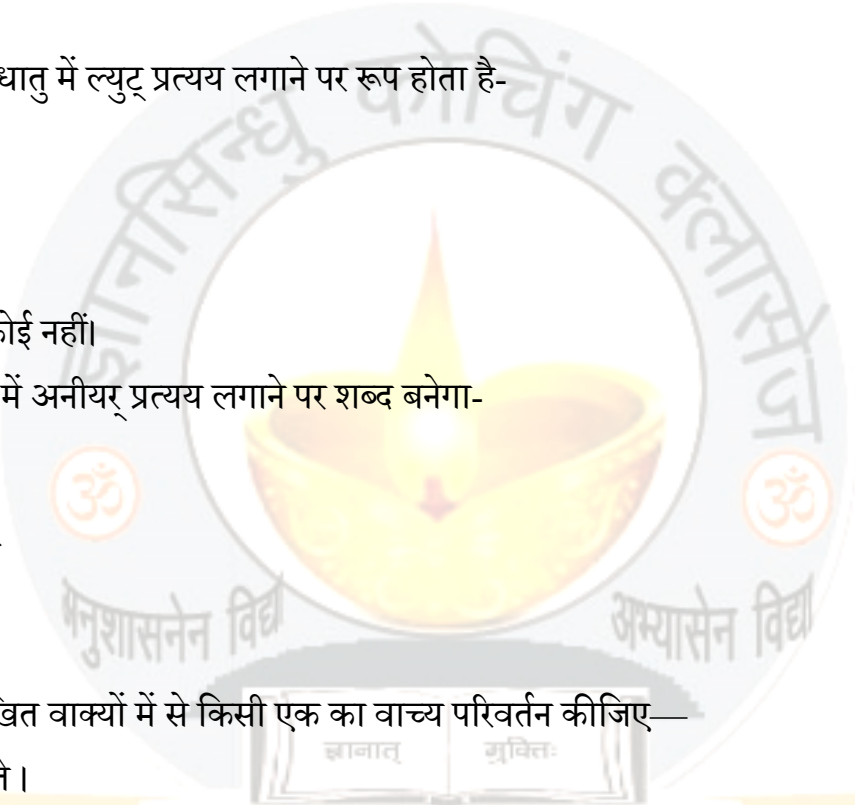 धातु में ल्युट् प्रत्यय लगाने पर रूप होता है-
ज्ञानसिन्धु कोचिंग क्लासेज
कोई नहीं।
में अनीयर् प्रत्यय लगाने पर शब्द बनेगा-
ॐ
ॐ
अनुशासनेन विद्या
अभ्यासेन विद्या
वाक्यों में से किसी एक का वाच्य परिवर्तन कीजिए—
ज्ञानात् मुक्तिः